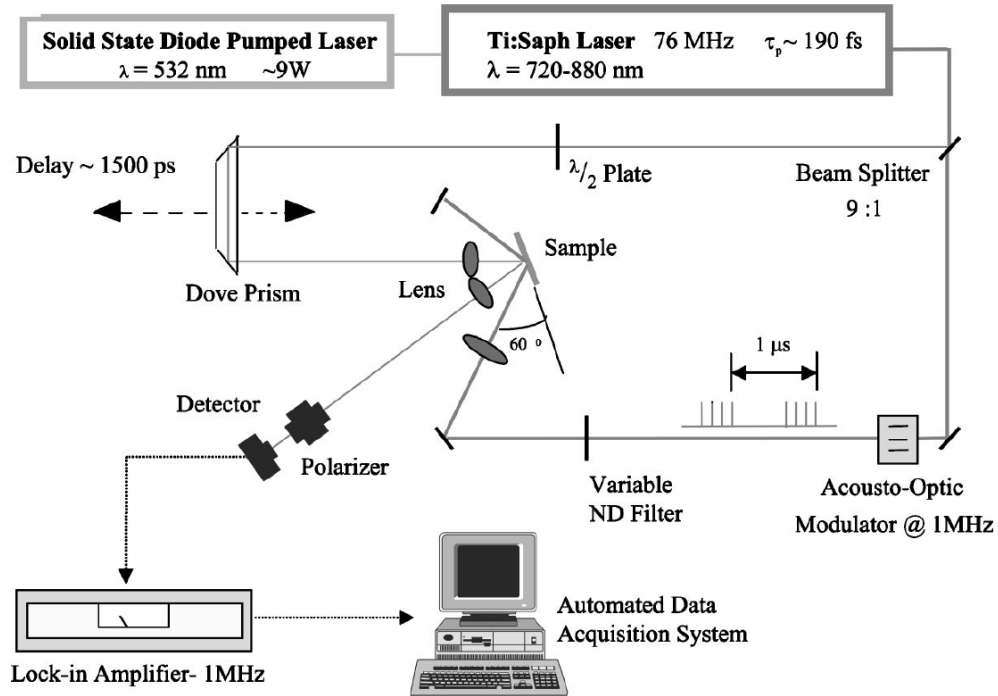 Solid State Diode Pumped Laser
λ = 532 nm ~9W
Ti:Saph Laser 76 MHz τp~ 190 fs
λ = 720-880 nm
Delay ~ 1500 ps
λ/2 Plate
Beam Splitter
9 :1
Sample
Dove Prism
Lens
60 o
1 μs
Detector
Polarizer
Variable
ND Filter
Acousto-Optic
Modulator @ 1MHz
Automated Data
Acquisition System
Lock-in Amplifier- 1MHz